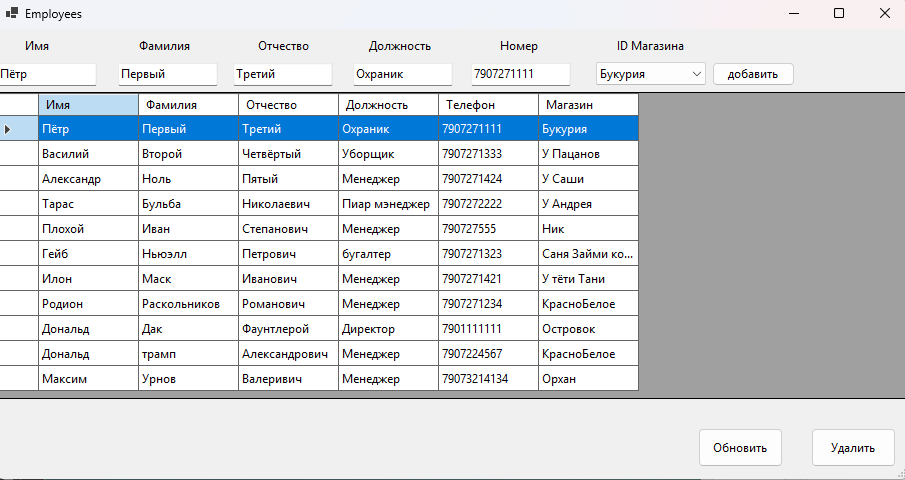 Employees
Имя Фамилия Отчество Должность Номер ID Магазина
Пётр Первый Третий Охраник 7907271111 Букурия добавить
Имя Фамилия Отчество Должность Телефон Магазин
Пётр Первый Третий Охраник 7907271111 Букурия
Василий Второй Четвёртый Уборщик 7907271333 У Пацанов
Александр Ноль Пятый Менеджер 7907271424 У Саши
Тарас Бульба Николаевич Пиар мэнеджер 7907272222 У Андрея
Плохой Иван Степанович Менеджер 790727555 Ник
Гейб Ньюэлл Петрович бугалтер 7907271323 Саня Займи ко...
Илон Маск Иванович Менеджер 7907271421 У тёти Тани
Родион Раскольников Романович Менеджер 7907271234 КрасноБелое
Дональд Дак Фаунтлерой Директор 7901111111 Островок
Дональд трамп Александрович Менеджер 7907224567 КрасноБелое
Максим Урнов Валеривич Менеджер 79073214134 Орхан
Обновить Удалить